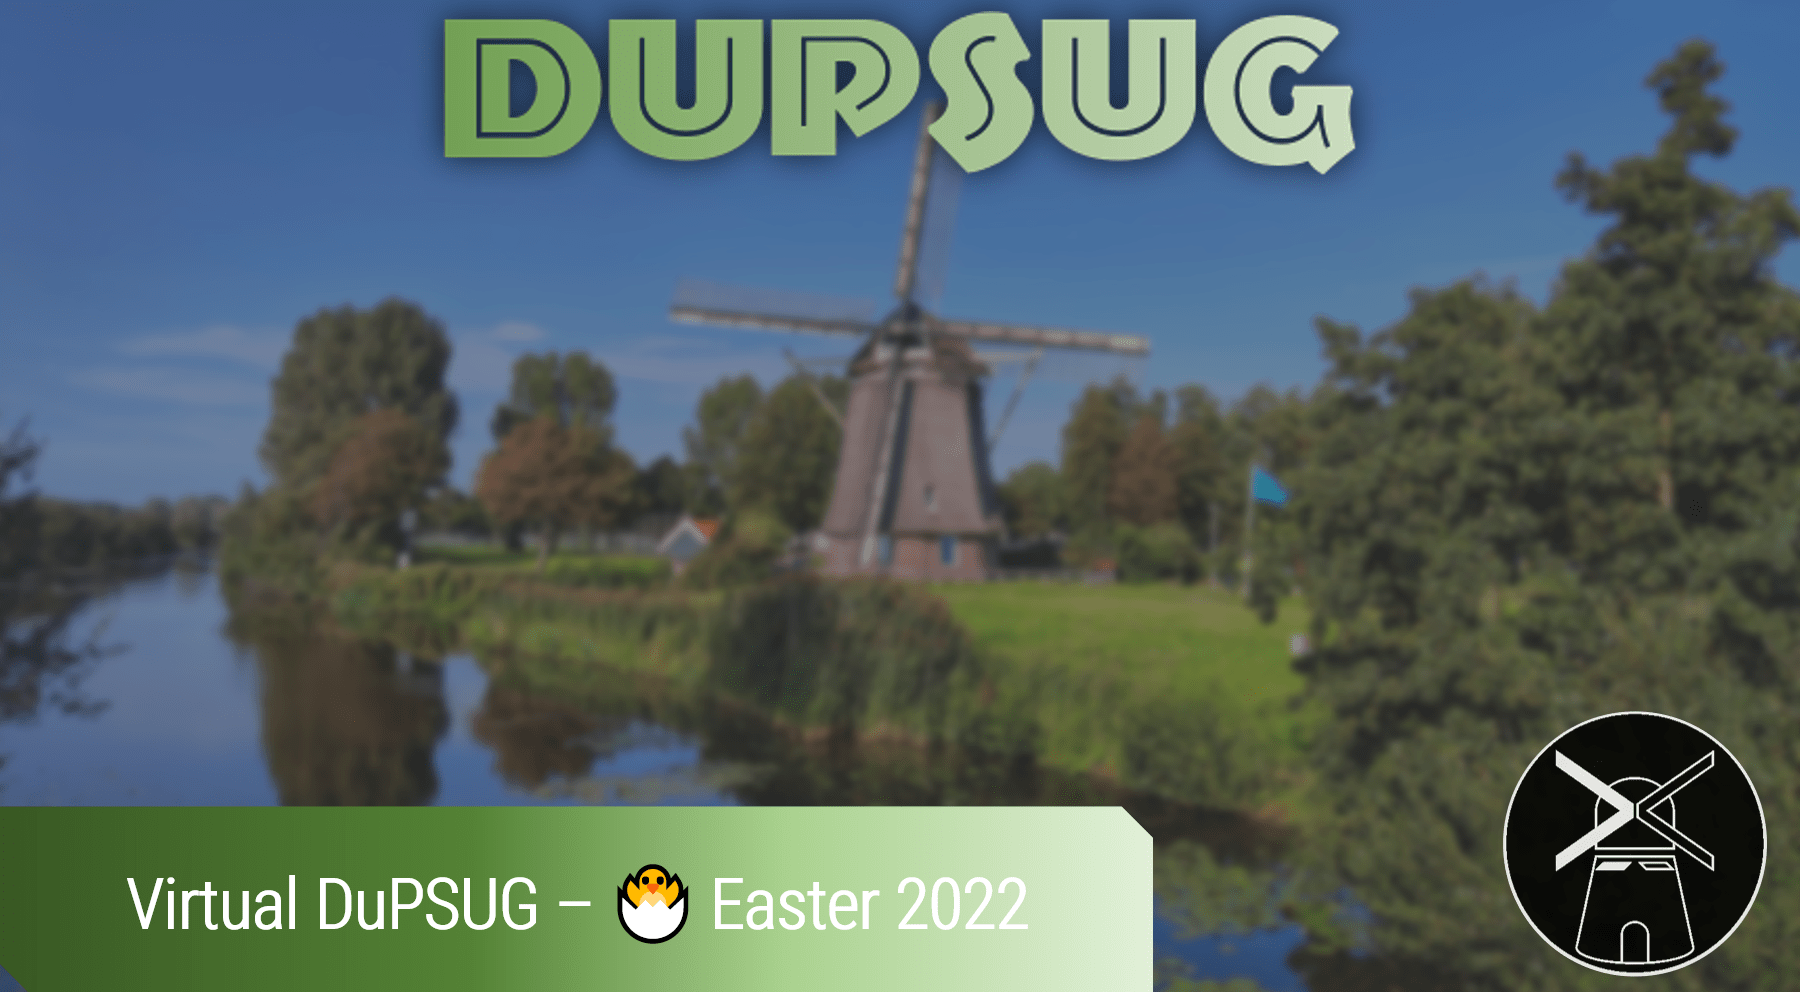 DUPSUG
Virtual DuPSUG – 🐣 Easter 2022